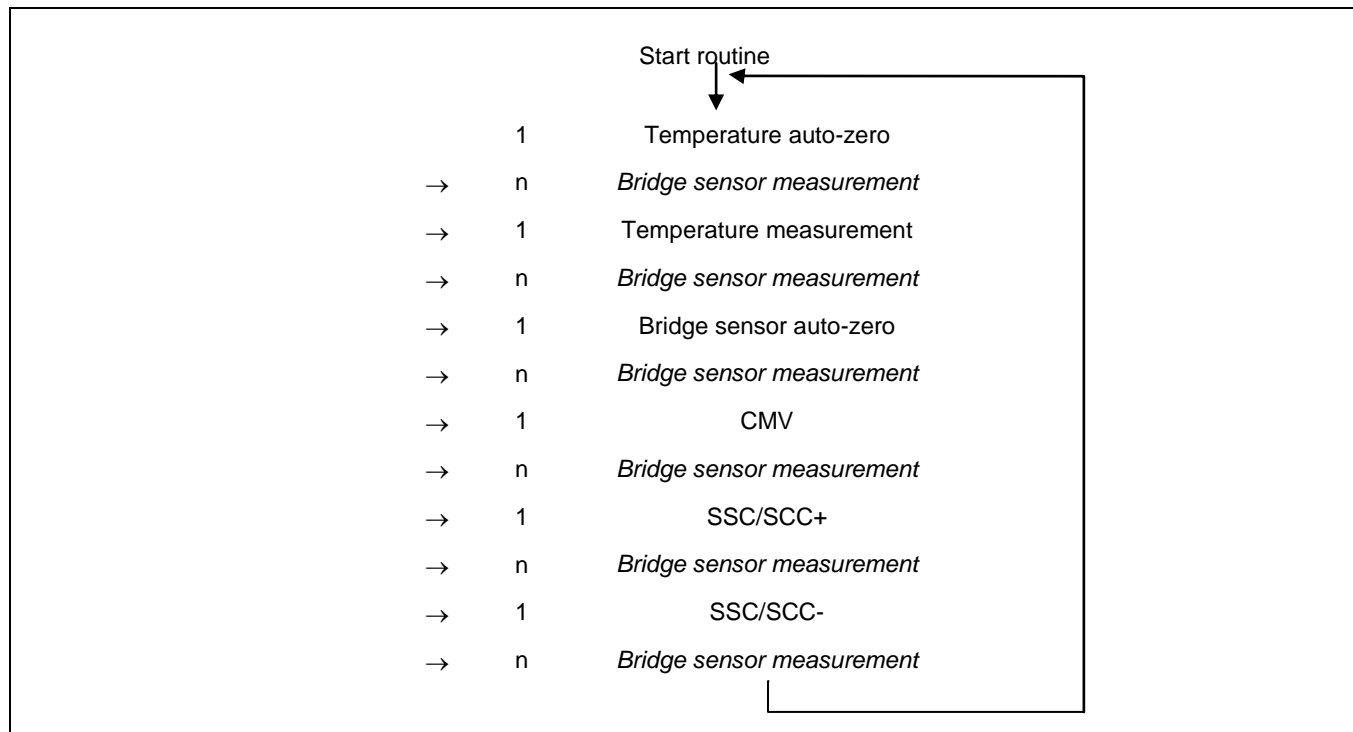 Start routine
1 Temperature auto-zero
→ n Bridge sensor measurement
→ 1 Temperature measurement
→ n Bridge sensor measurement
→ 1 Bridge sensor auto-zero
→ n Bridge sensor measurement
→ 1 CMV
→ n Bridge sensor measurement
→ 1 SSC/SCC+
→ n Bridge sensor measurement
→ 1 SSC/SCC-
→ n Bridge sensor measurement